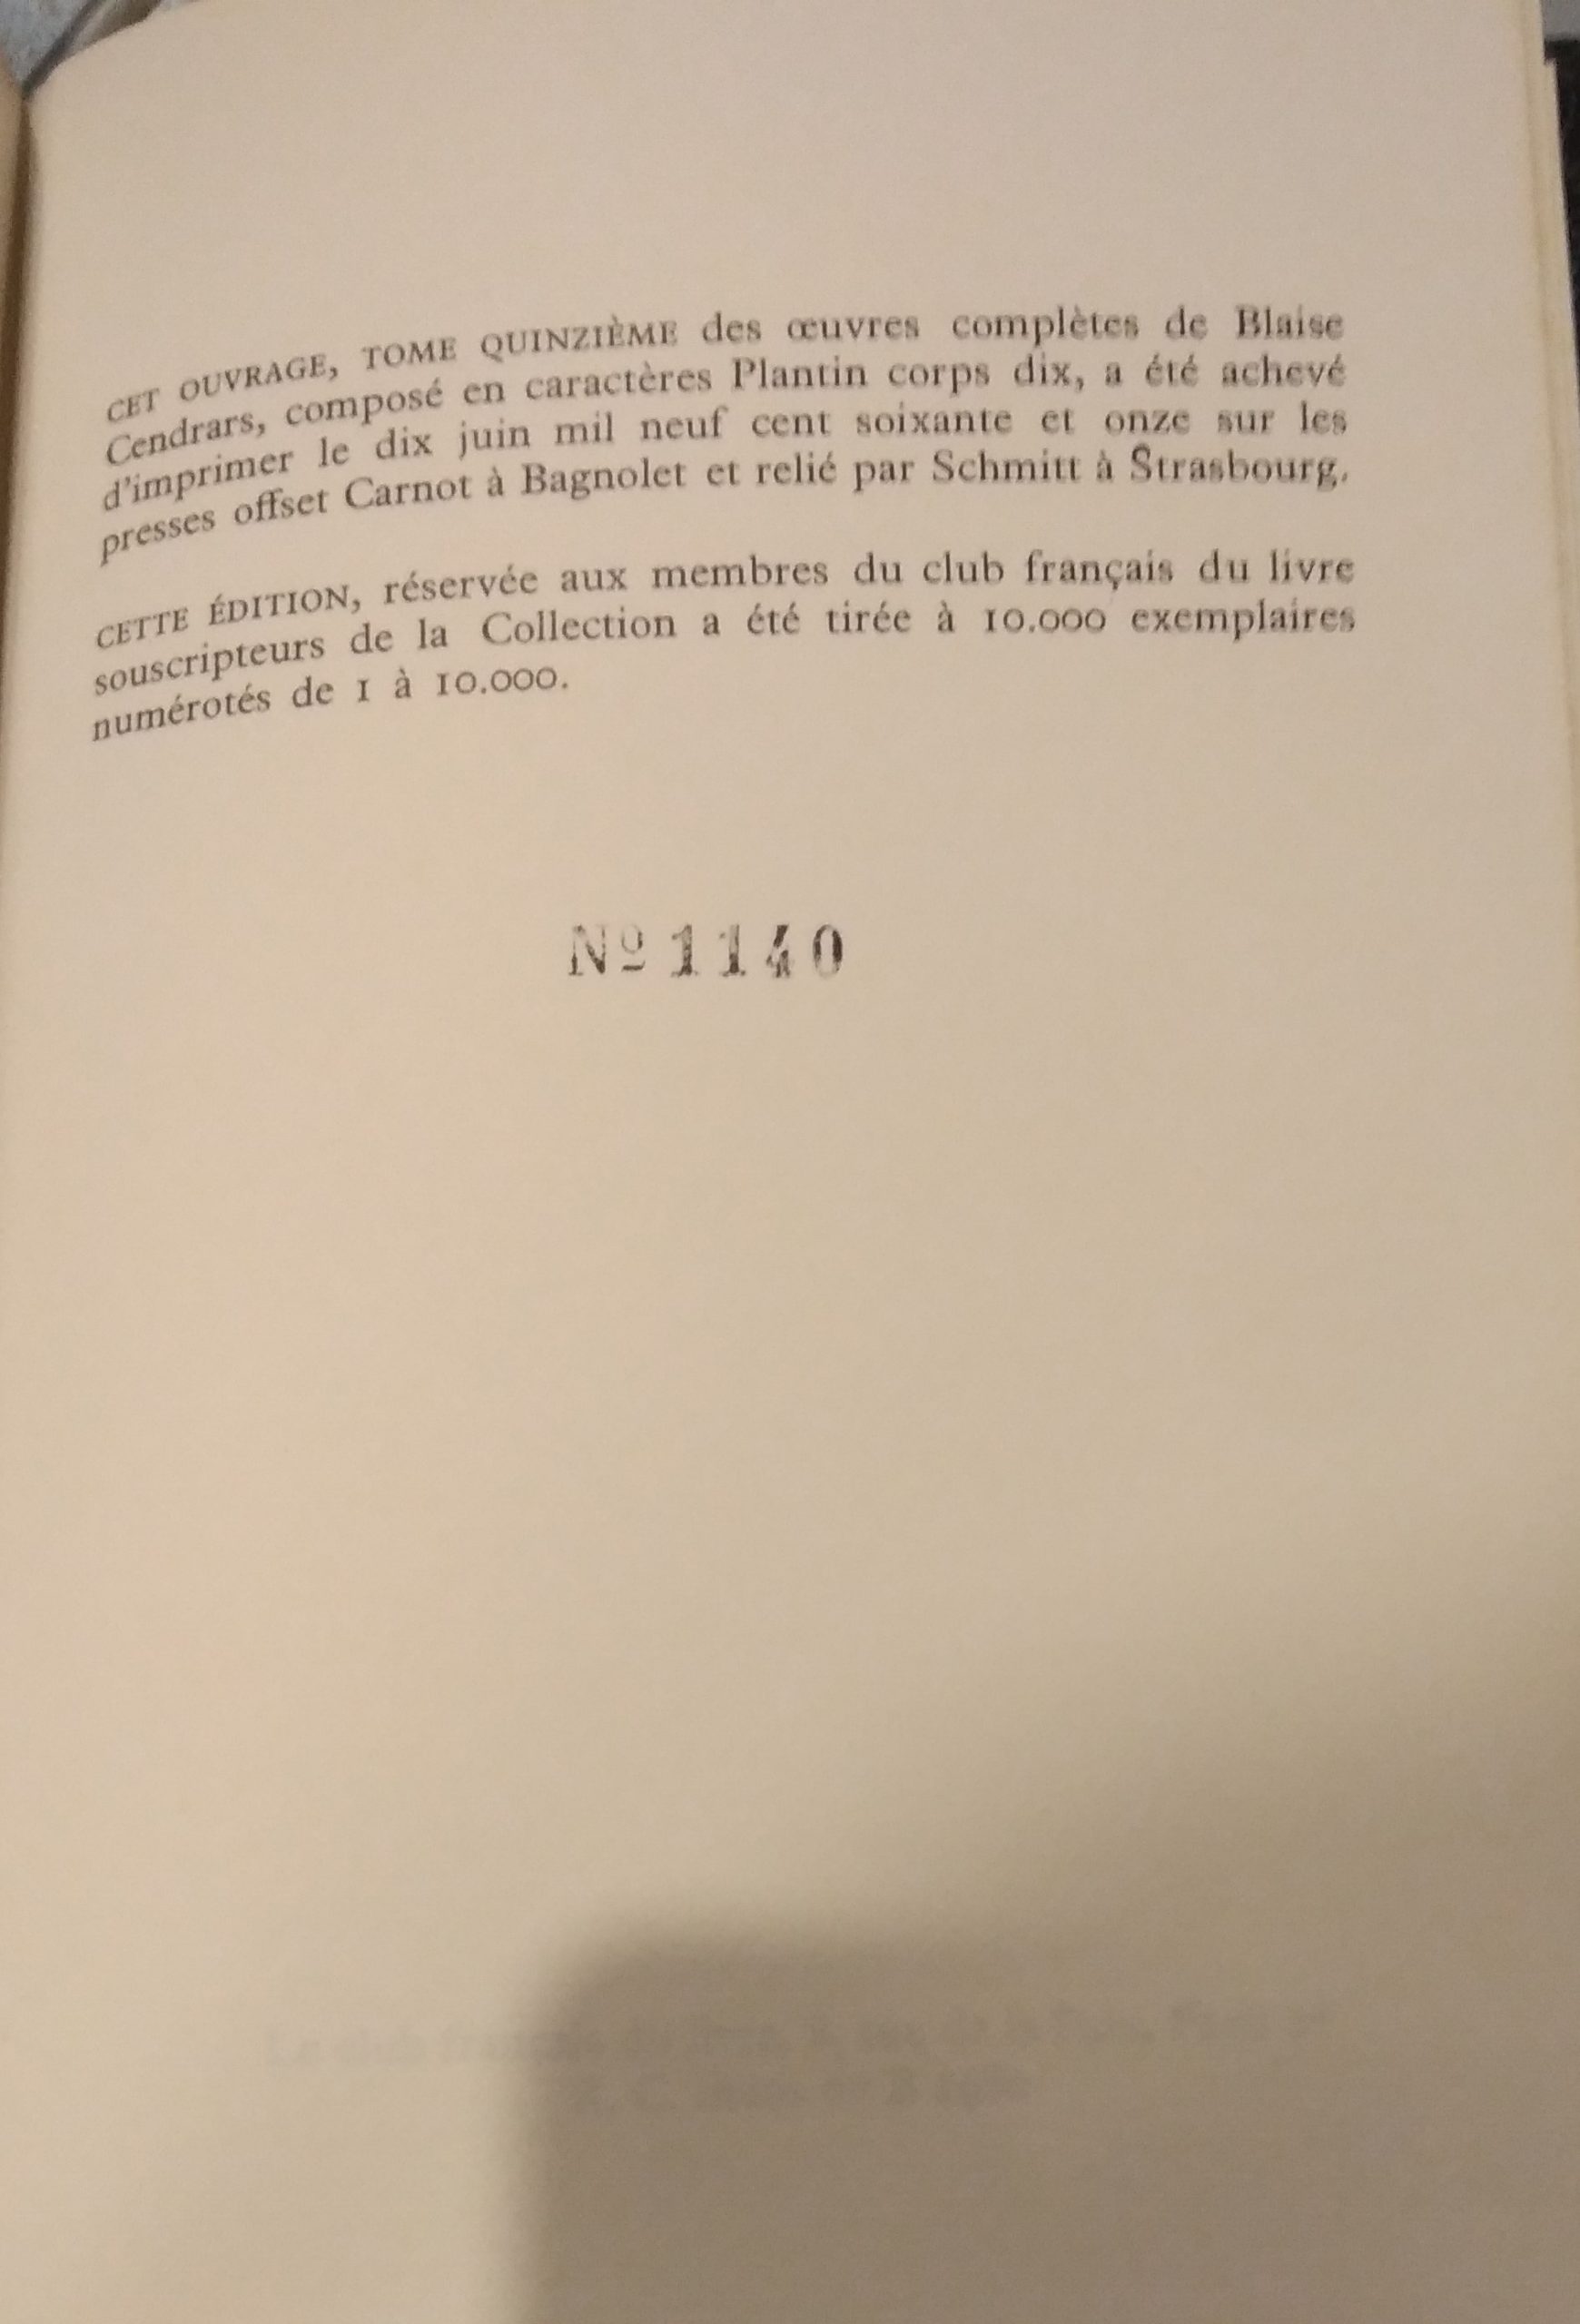 CET OUVRAGE, TOME QUINZIÈME des œuvres complètes de Blaise
Cendrars, composé en caractères Plantin corps dix, a été achevé
d'imprimer le dix juin mil neuf cent soixante et onze sur les
presses offset Carnot à Bagnolet et relié par Schmitt à Strasbourg.
CETTE ÉDITION, réservée aux membres du club français du livre
souscripteurs de la Collection a été tirée à 10.000 exemplaires
numérotés de 1 à 10.000.
Nº 1140